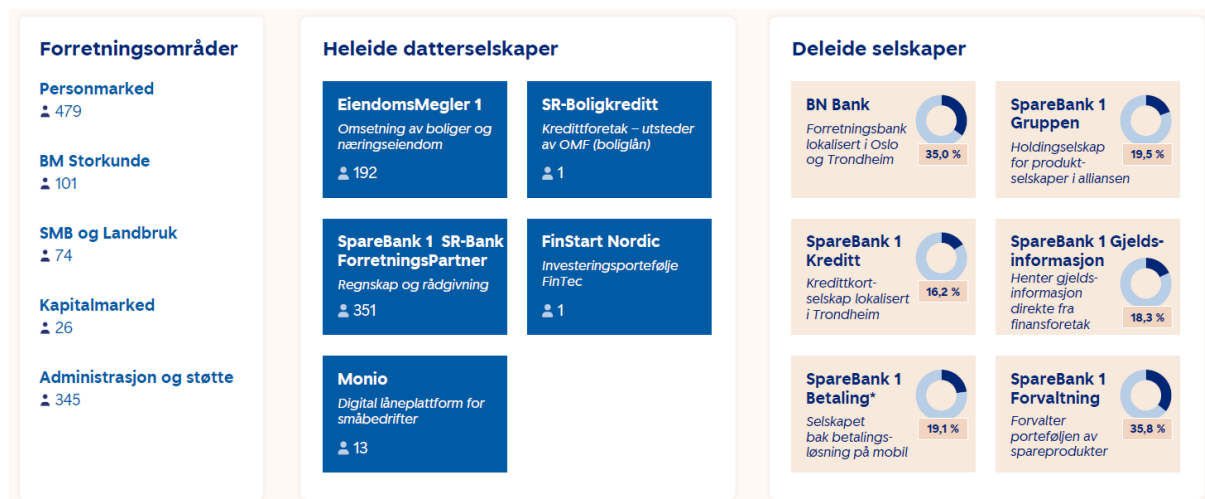 Forretningsområder
Personmarked
479
BM Storkunde
101
SMB og Landbruk
74
Kapitalmarked
26
Administrasjon og støtte
345
Heleide datterselskaper
EiendomsMegler 1
Omsetning av boliger og
næringseiendom
192
SR-Boligkreditt
Kredittforetak – utsteder
av OMF (boliglån)
1
SpareBank 1 SR-Bank
ForretningsPartner
Regnskap og rådgivning
351
FinStart Nordic
Investeringsportefølje
FinTec
1
Monio
Digital låneplattform for
småbedrifter
13
Deleide selskaper
BN Bank
Forretningsbank
lokalisert i Oslo
og Trondheim
35,0 %
SpareBank 1
Gruppen
Holdingselskap
for produkt-
selskaper i alliansen
19,5 %
SpareBank 1
Kreditt
Kredittkort-
selskap lokalisert
i Trondheim
16,2 %
SpareBank 1 Gjelds-
informasjon
Henter gjelds-
informasjon
direkte fra
finansforetak
18,3 %
SpareBank 1
Betaling*
Selskapet
bak betalings-
løsning på mobil
19,1 %
SpareBank 1
Forvaltning
Forvalter
porteføljen av
spareprodukter
35,8 %